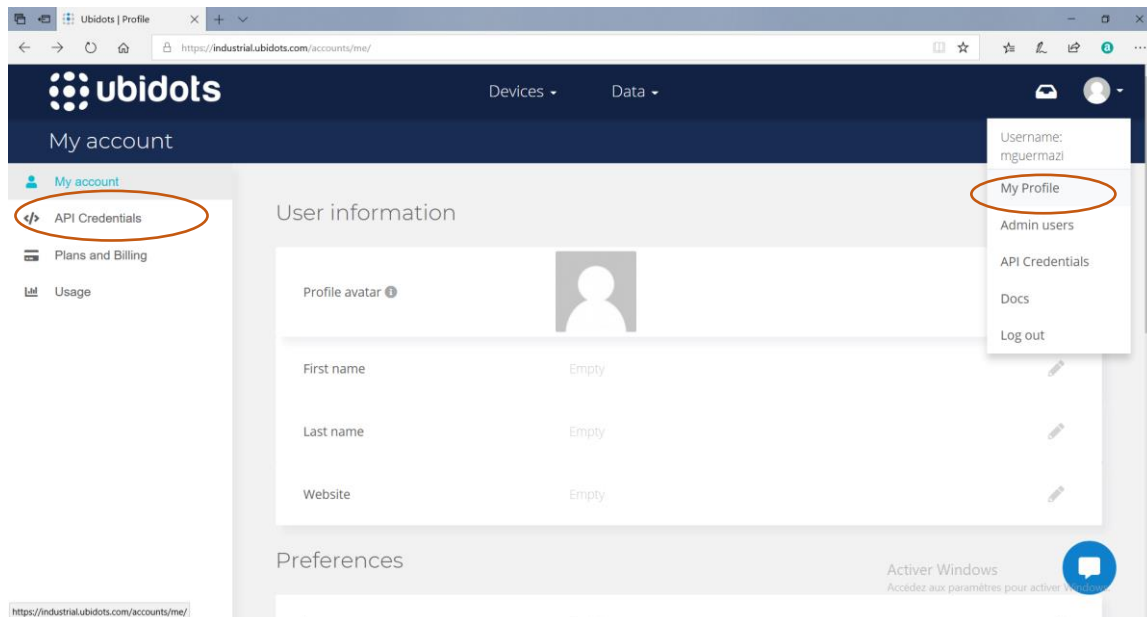 Ubidots | Profile
https://industrial.ubidots.com/accounts/me/
ubidots
Devices
Data
My account
Username:
mguermazi
My Profile
Admin users
API Credentials
Docs
Log out
My account
API Credentials
Plans and Billing
Usage
User information
Profile avatar
First name
Empty
Last name
Empty
Website
Empty
Preferences
Activer Windows
Accédez aux paramètres pour activer Windows.
https://industrial.ubidots.com/accounts/me/